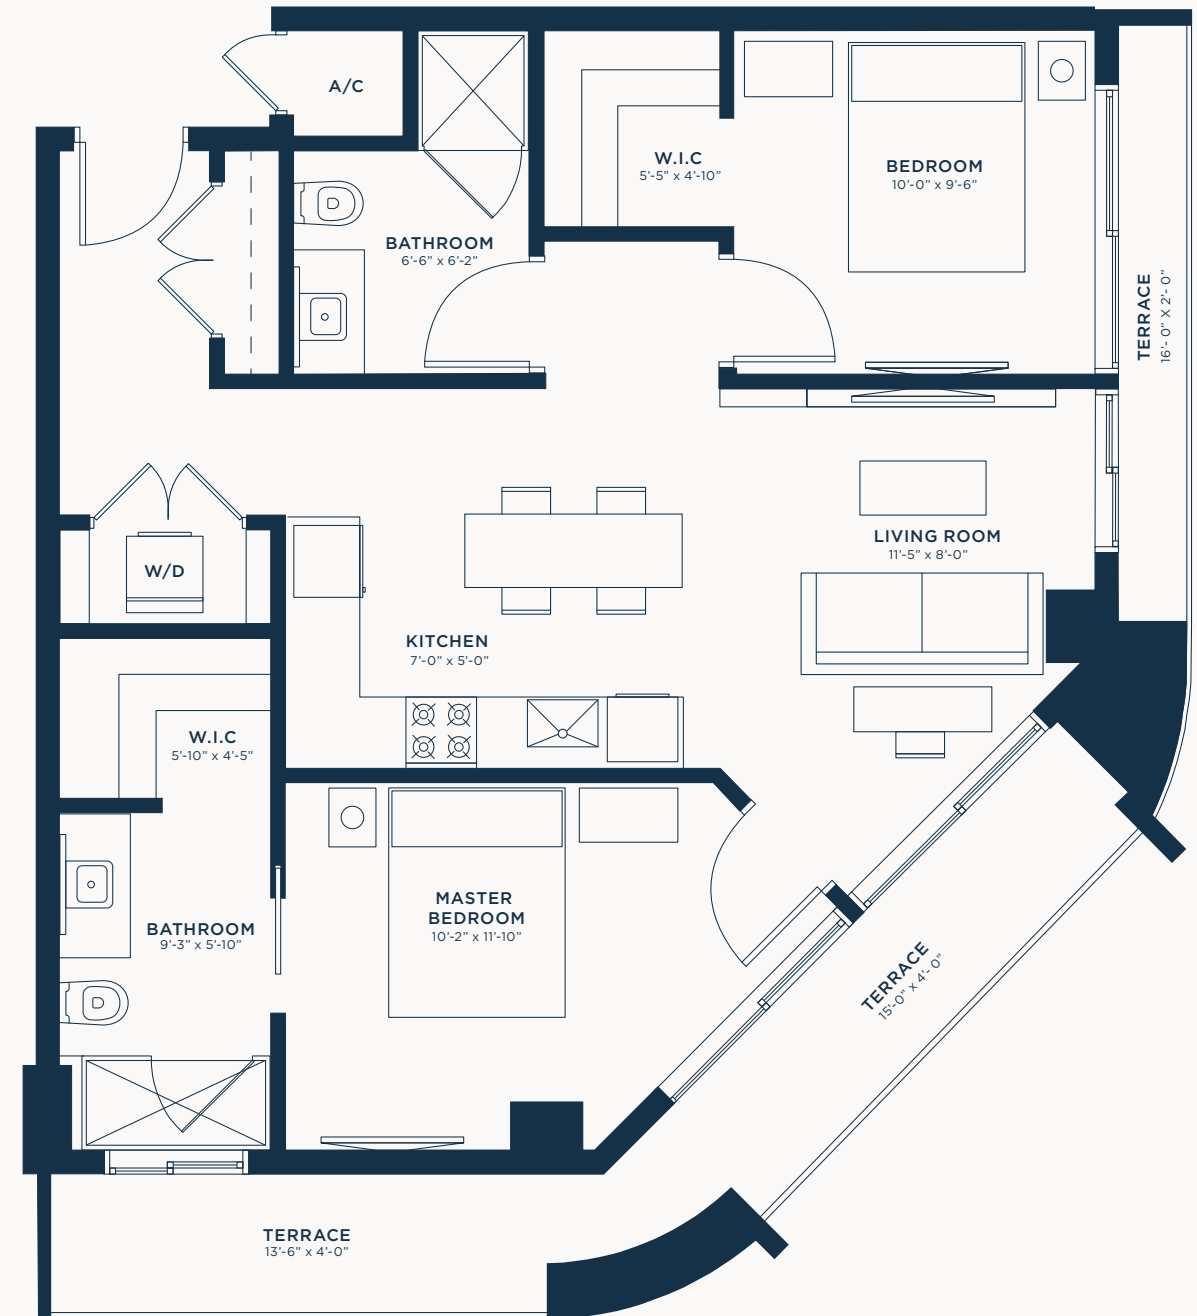 A/C
W.I.C
5'-5" x 4'-10"
BEDROOM
10'-0" x 9'-6"
BATHROOM
6'-6" x 6'-2"
TERRACE
16'- 0" X 2'- 0"
LIVING ROOM
11'-5" x 8'-0"
W/D
KITCHEN
7'-0" x 5'-0"
W.I.C
5'-10" x 4'-5"
MASTER
BEDROOM
10'-2" x 11'-10"
BATHROOM
9'-3" x 5'-10"
TERRACE
15'-0" x 4'- 0"
TERRACE
13'-6" x 4'-0"